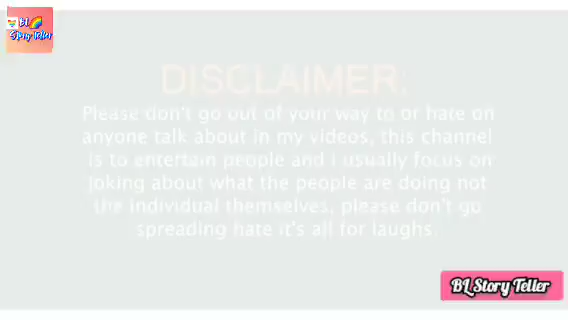 BL
Story Teller
DISCLAIMER:
Please don't go out of your way to or hate on
anyone talk about in my videos, this channel
is to entertain people and i usually focus on
joking about what the people are doing not
the individual themselves, please don't go
spreading hate it's all for laughs.
BL Story Teller